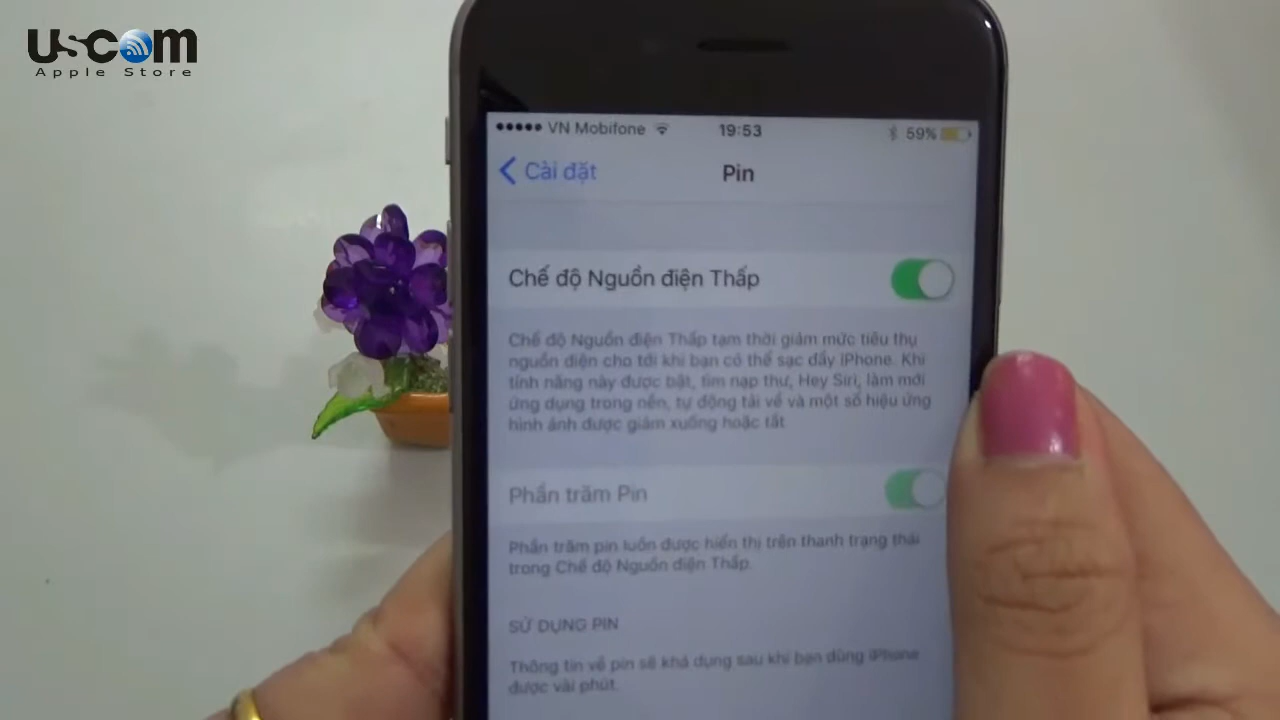 uscom
Apple Store
VN Mobifone
19:53
59%
Cài đặt
Pin
Chế độ Nguồn điện Thấp
Chế độ Nguồn điện Thấp tạm thời giảm mức tiêu thụ
nguồn điện cho tới khi bạn có thể sạc đầy iPhone. Khi
tính năng này được bật, tìm nạp thư, Hey Siri, làm mới
ứng dụng trong nền, tự động tải về và một số hiệu ứng
hình ảnh được giảm xuống hoặc tắt
Phần trăm Pin
Phần trăm pin luôn được hiển thị trên thanh trạng thái
trong Chế độ Nguồn điện Thấp.
SỬ DỤNG PIN
Thông tin về pin sẽ khả dụng sau khi bạn dùng iPhone
được vài phút.